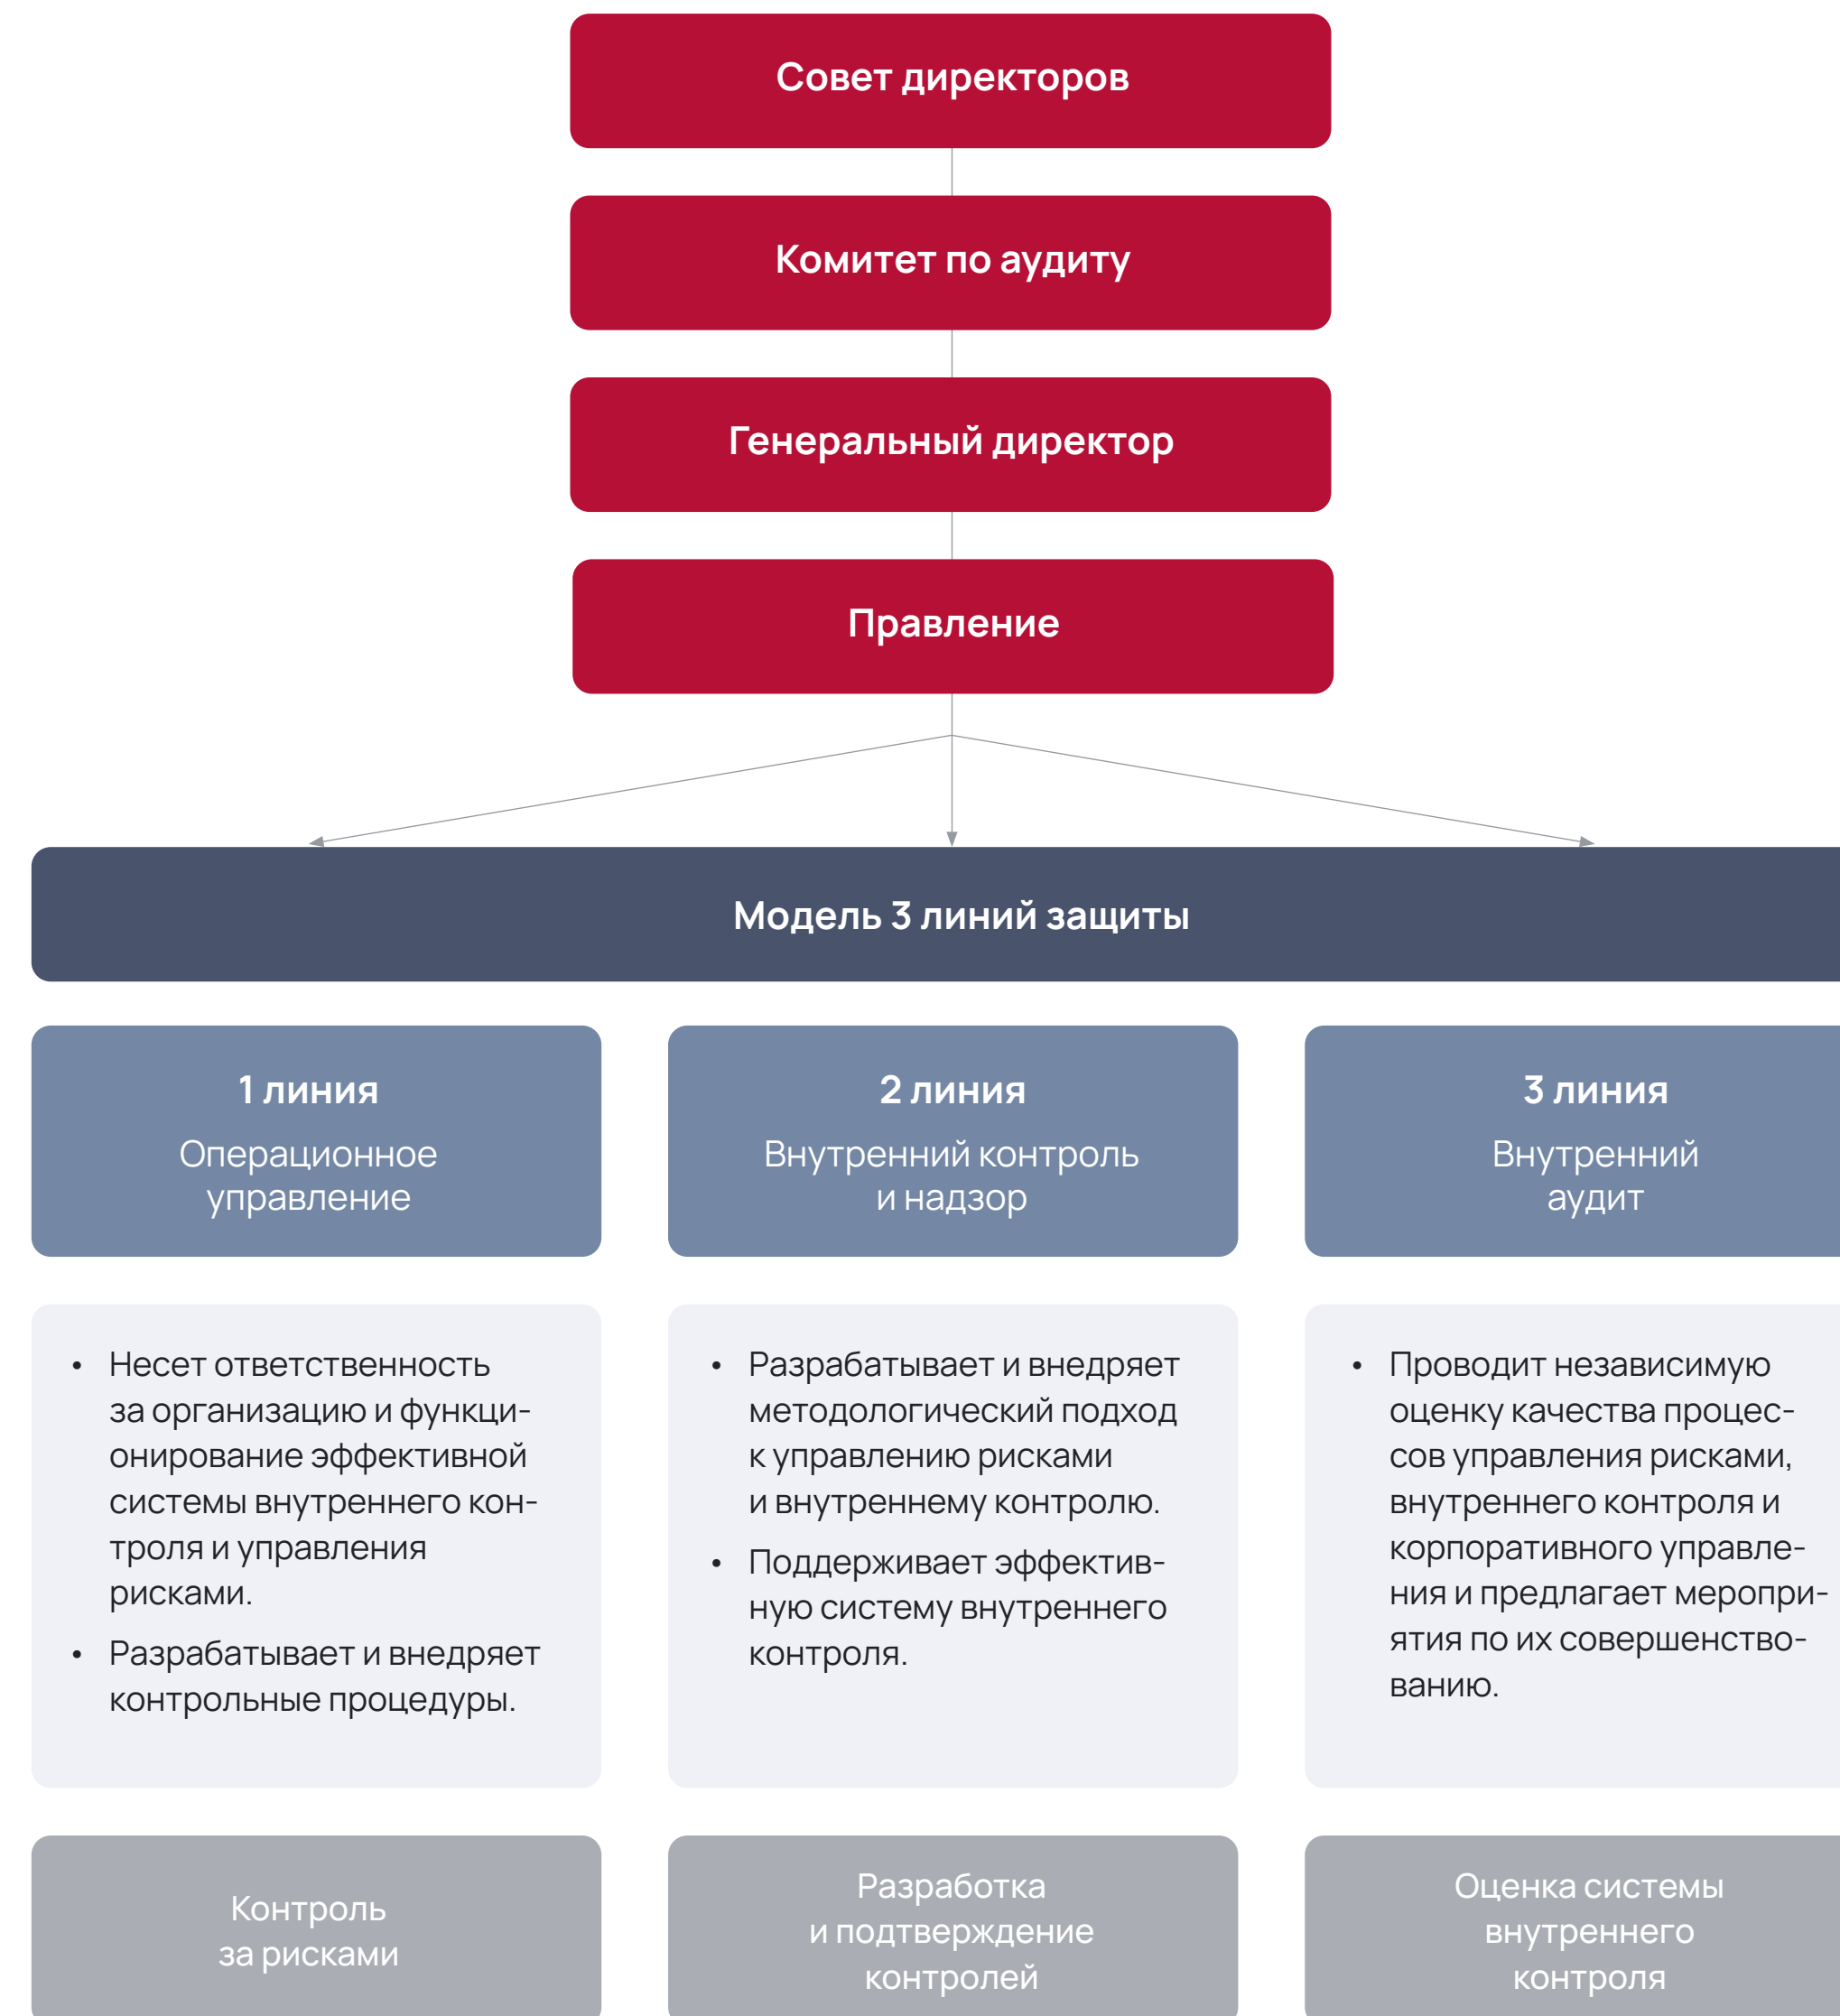 Совет директоров
Комитет по аудиту
Генеральный директор
Правление
Модель 3 линий защиты
1 линия
Операционное
управление
2 линия
Внутренний контроль
и надзор
3 линия
Внутренний
аудит
• Несет ответственность
за организацию и функци-
онирование эффективной
системы внутреннего кон-
троля и управления
рисками.
• Разрабатывает и внедряет
контрольные процедуры.
• Разрабатывает и внедряет
методологический подход
к управлению рисками
и внутреннему контролю.
• Поддерживает эффектив-
ную систему внутреннего
контроля.
• Проводит независимую
оценку качества процес-
сов управления рисками,
внутреннего контроля и
корпоративного управле-
ния и предлагает меропри-
ятия по их совершенство-
ванию.
Контроль
за рисками
Разработка
и подтверждение
контролей
Оценка системы
внутреннего
контроля